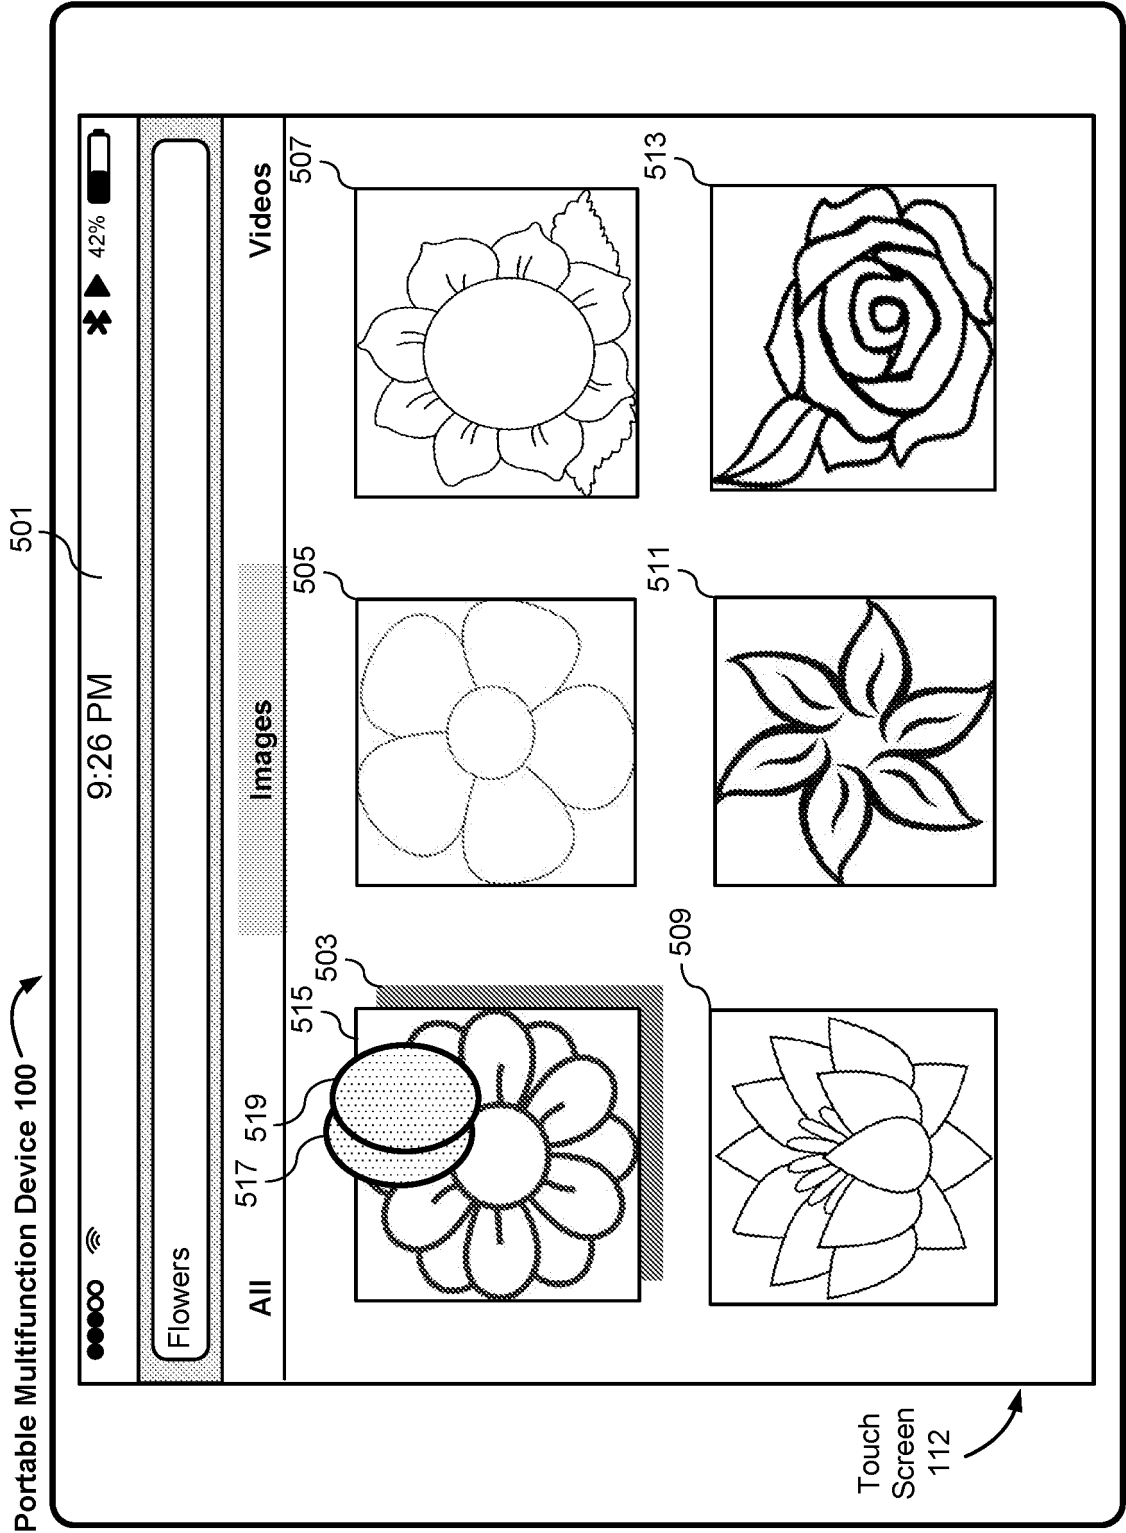 Portable Multifunction Device 100
501
9:26 PM
42%
Flowers
All
Images
Videos
517
519
515
503
505
507
509
511
513
Touch
Screen
112